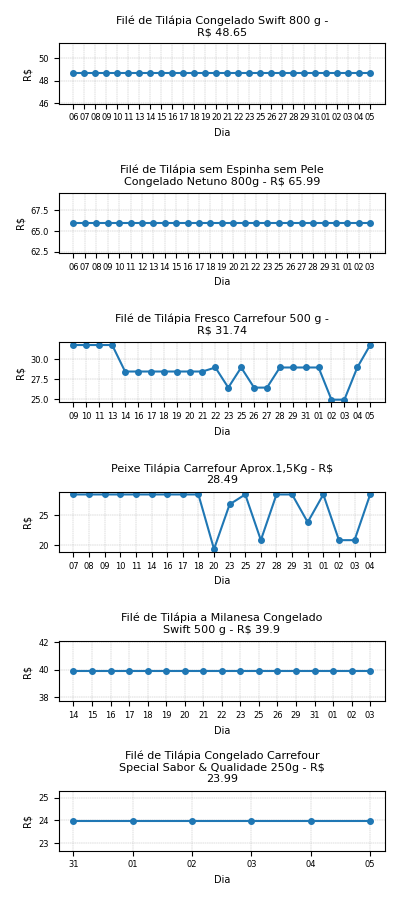 Filé de Tilápia Congelado Swift 800 g -
R$ 48.65
50
48
46
R$
06 07 08 09 10 11 13 14 15 16 17 18 19 20 21 22 23 24 25 26 27 28 29 31 01 02 03 04 05
Dia
Filé de Tilápia sem Espinha sem Pele
Congelado Netuno 800g - R$ 65.99
67.5
65.0
62.5
R$
06 07 08 09 10 11 12 13 14 15 16 17 18 19 20 21 22 23 25 26 27 28 29 31 01 02 03
Dia
Filé de Tilápia Fresco Carrefour 500 g -
R$ 31.74
30.0
27.5
25.0
R$
09 10 11 12 13 14 16 17 18 20 21 22 23 25 26 27 28 29 31 01 02 03 04 05
Dia
Peixe Tilápia Carrefour Aprox.1,5Kg - R$
28.49
25
20
R$
07 08 09 10 11 14 16 17 18 20 23 25 27 28 29 31 01 02 03 04
Dia
Filé de Tilápia a Milanesa Congelado
Swift 500 g - R$ 39.9
42
40
38
R$
14 15 16 17 18 19 20 21 22 23 25 26 29 31 01 02 03
Dia
Filé de Tilápia Congelado Carrefour
Special Sabor & Qualidade 250g - R$
23.99
25
24
23
R$
31 01 02 03 04 05
Dia